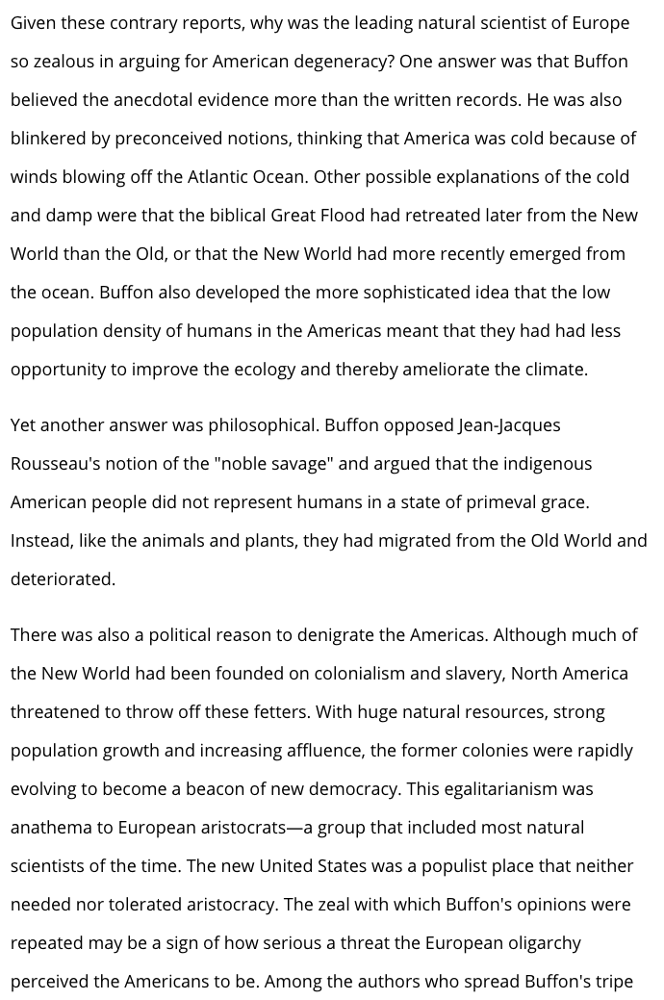 Given these contrary reports, why was the leading natural scientist of Europe
so zealous in arguing for American degeneracy? One answer was that Buffon
believed the anecdotal evidence more than the written records. He was also
blinkered by preconceived notions, thinking that America was cold because of
winds blowing off the Atlantic Ocean. Other possible explanations of the cold
and damp were that the biblical Great Flood had retreated later from the New
World than the Old, or that the New World had more recently emerged from
the ocean. Buffon also developed the more sophisticated idea that the low
population density of humans in the Americas meant that they had had less
opportunity to improve the ecology and thereby ameliorate the climate.
Yet another answer was philosophical. Buffon opposed Jean-Jacques
Rousseau's notion of the "noble savage" and argued that the indigenous
American people did not represent humans in a state of primeval grace.
Instead, like the animals and plants, they had migrated from the Old World and
deteriorated.
There was also a political reason to denigrate the Americas. Although much of
the New World had been founded on colonialism and slavery, North America
threatened to throw off these fetters. With huge natural resources, strong
population growth and increasing affluence, the former colonies were rapidly
evolving to become a beacon of new democracy. This egalitarianism was
anathema to European aristocrats—a group that included most natural
scientists of the time. The new United States was a populist place that neither
needed nor tolerated aristocracy. The zeal with which Buffon's opinions were
repeated may be a sign of how serious a threat the European oligarchy
perceived the Americans to be. Among the authors who spread Buffon's tripe